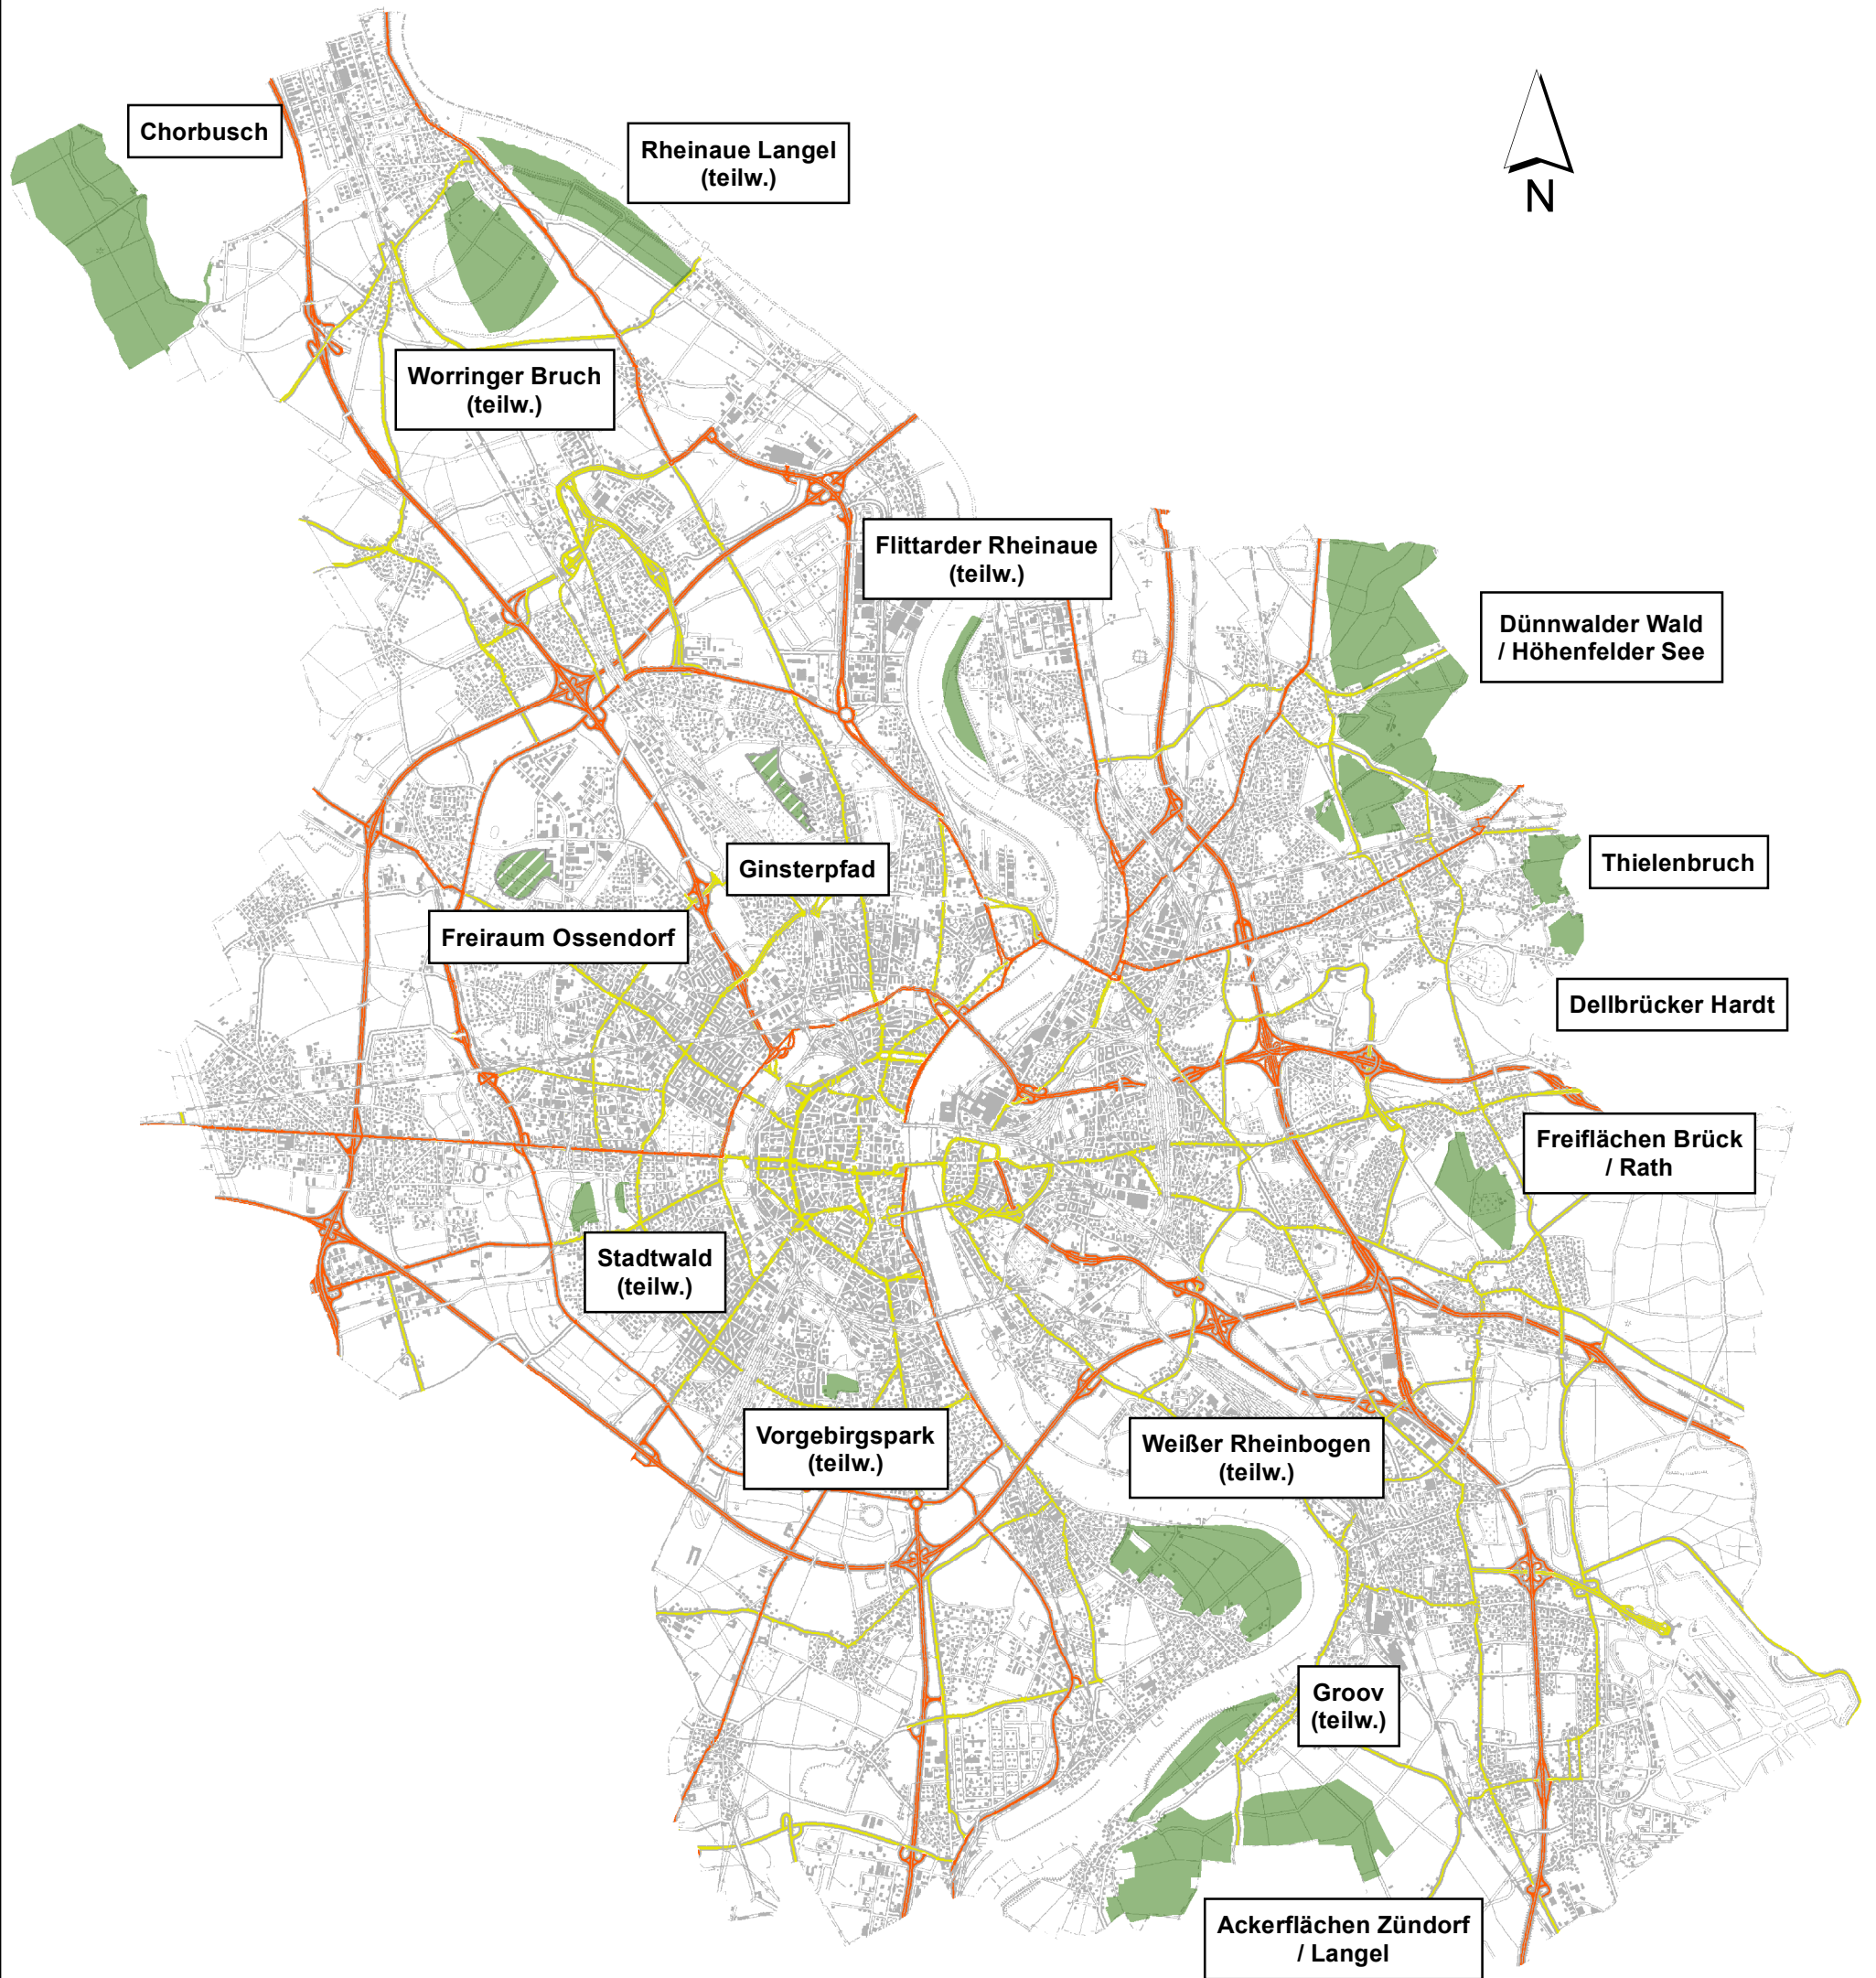 Chorbusch
Rheinaue Langel
(teilw.)
N
Worringer Bruch
(teilw.)
Flittarder Rheinaue
(teilw.)
Dünnwalder Wald
/ Höhenfelder See
Ginsterpfad
Thielenbruch
Freiraum Ossendorf
Dellbrücker Hardt
Freiflächen Brück
/ Rath
Stadtwald
(teilw.)
Vorgebirgspark
(teilw.)
Weißer Rheinbogen
(teilw.)
Groov
(teilw.)
Ackerflächen Zündorf
/ Langel